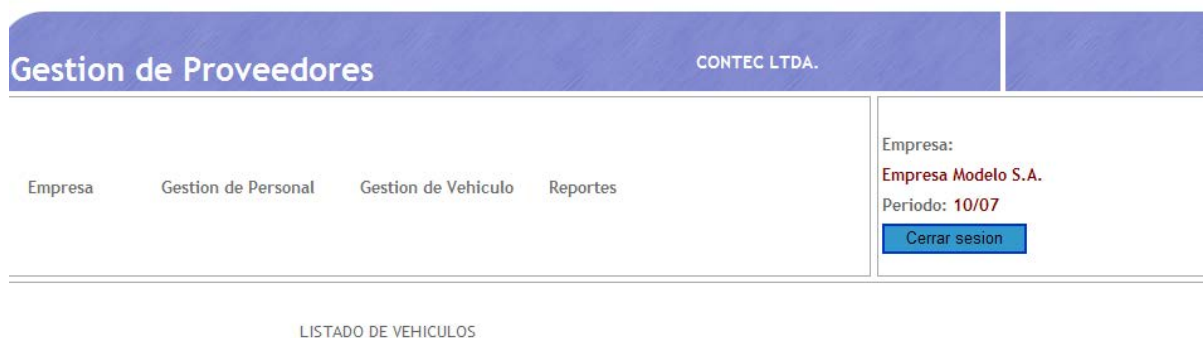 Gestion de Proveedores
CONTEC LTDA.
Empresa
Gestion de Personal
Gestion de Vehiculo
Reportes
Empresa:
Empresa Modelo S.A.
Periodo: 10/07
Cerrar sesion
LISTADO DE VEHICULOS